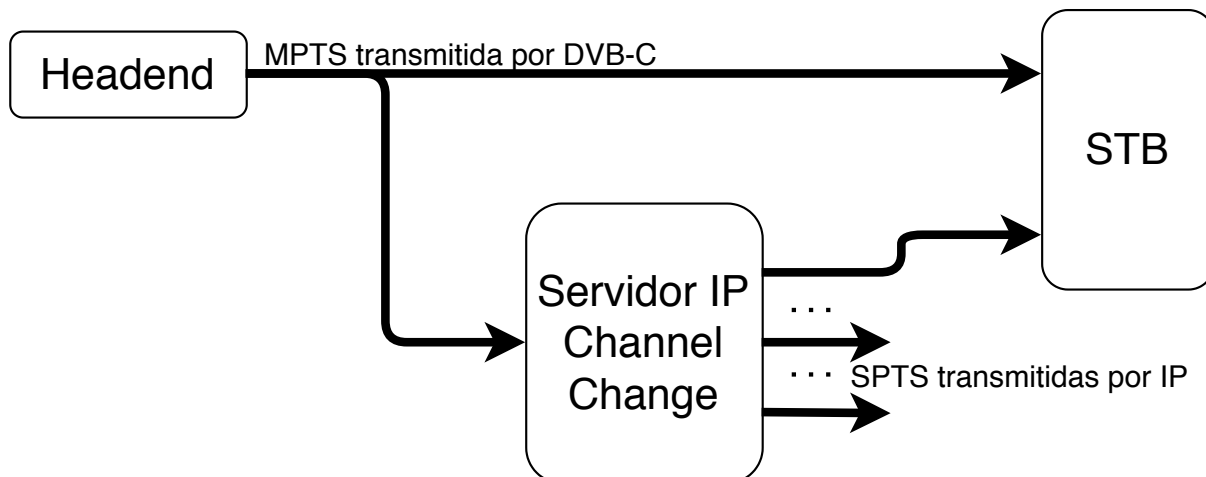 MPTS transmitida por DVB-C
Headend
STB
Servidor IP
Channel
Change
...
...
SPTS transmitidas por IP